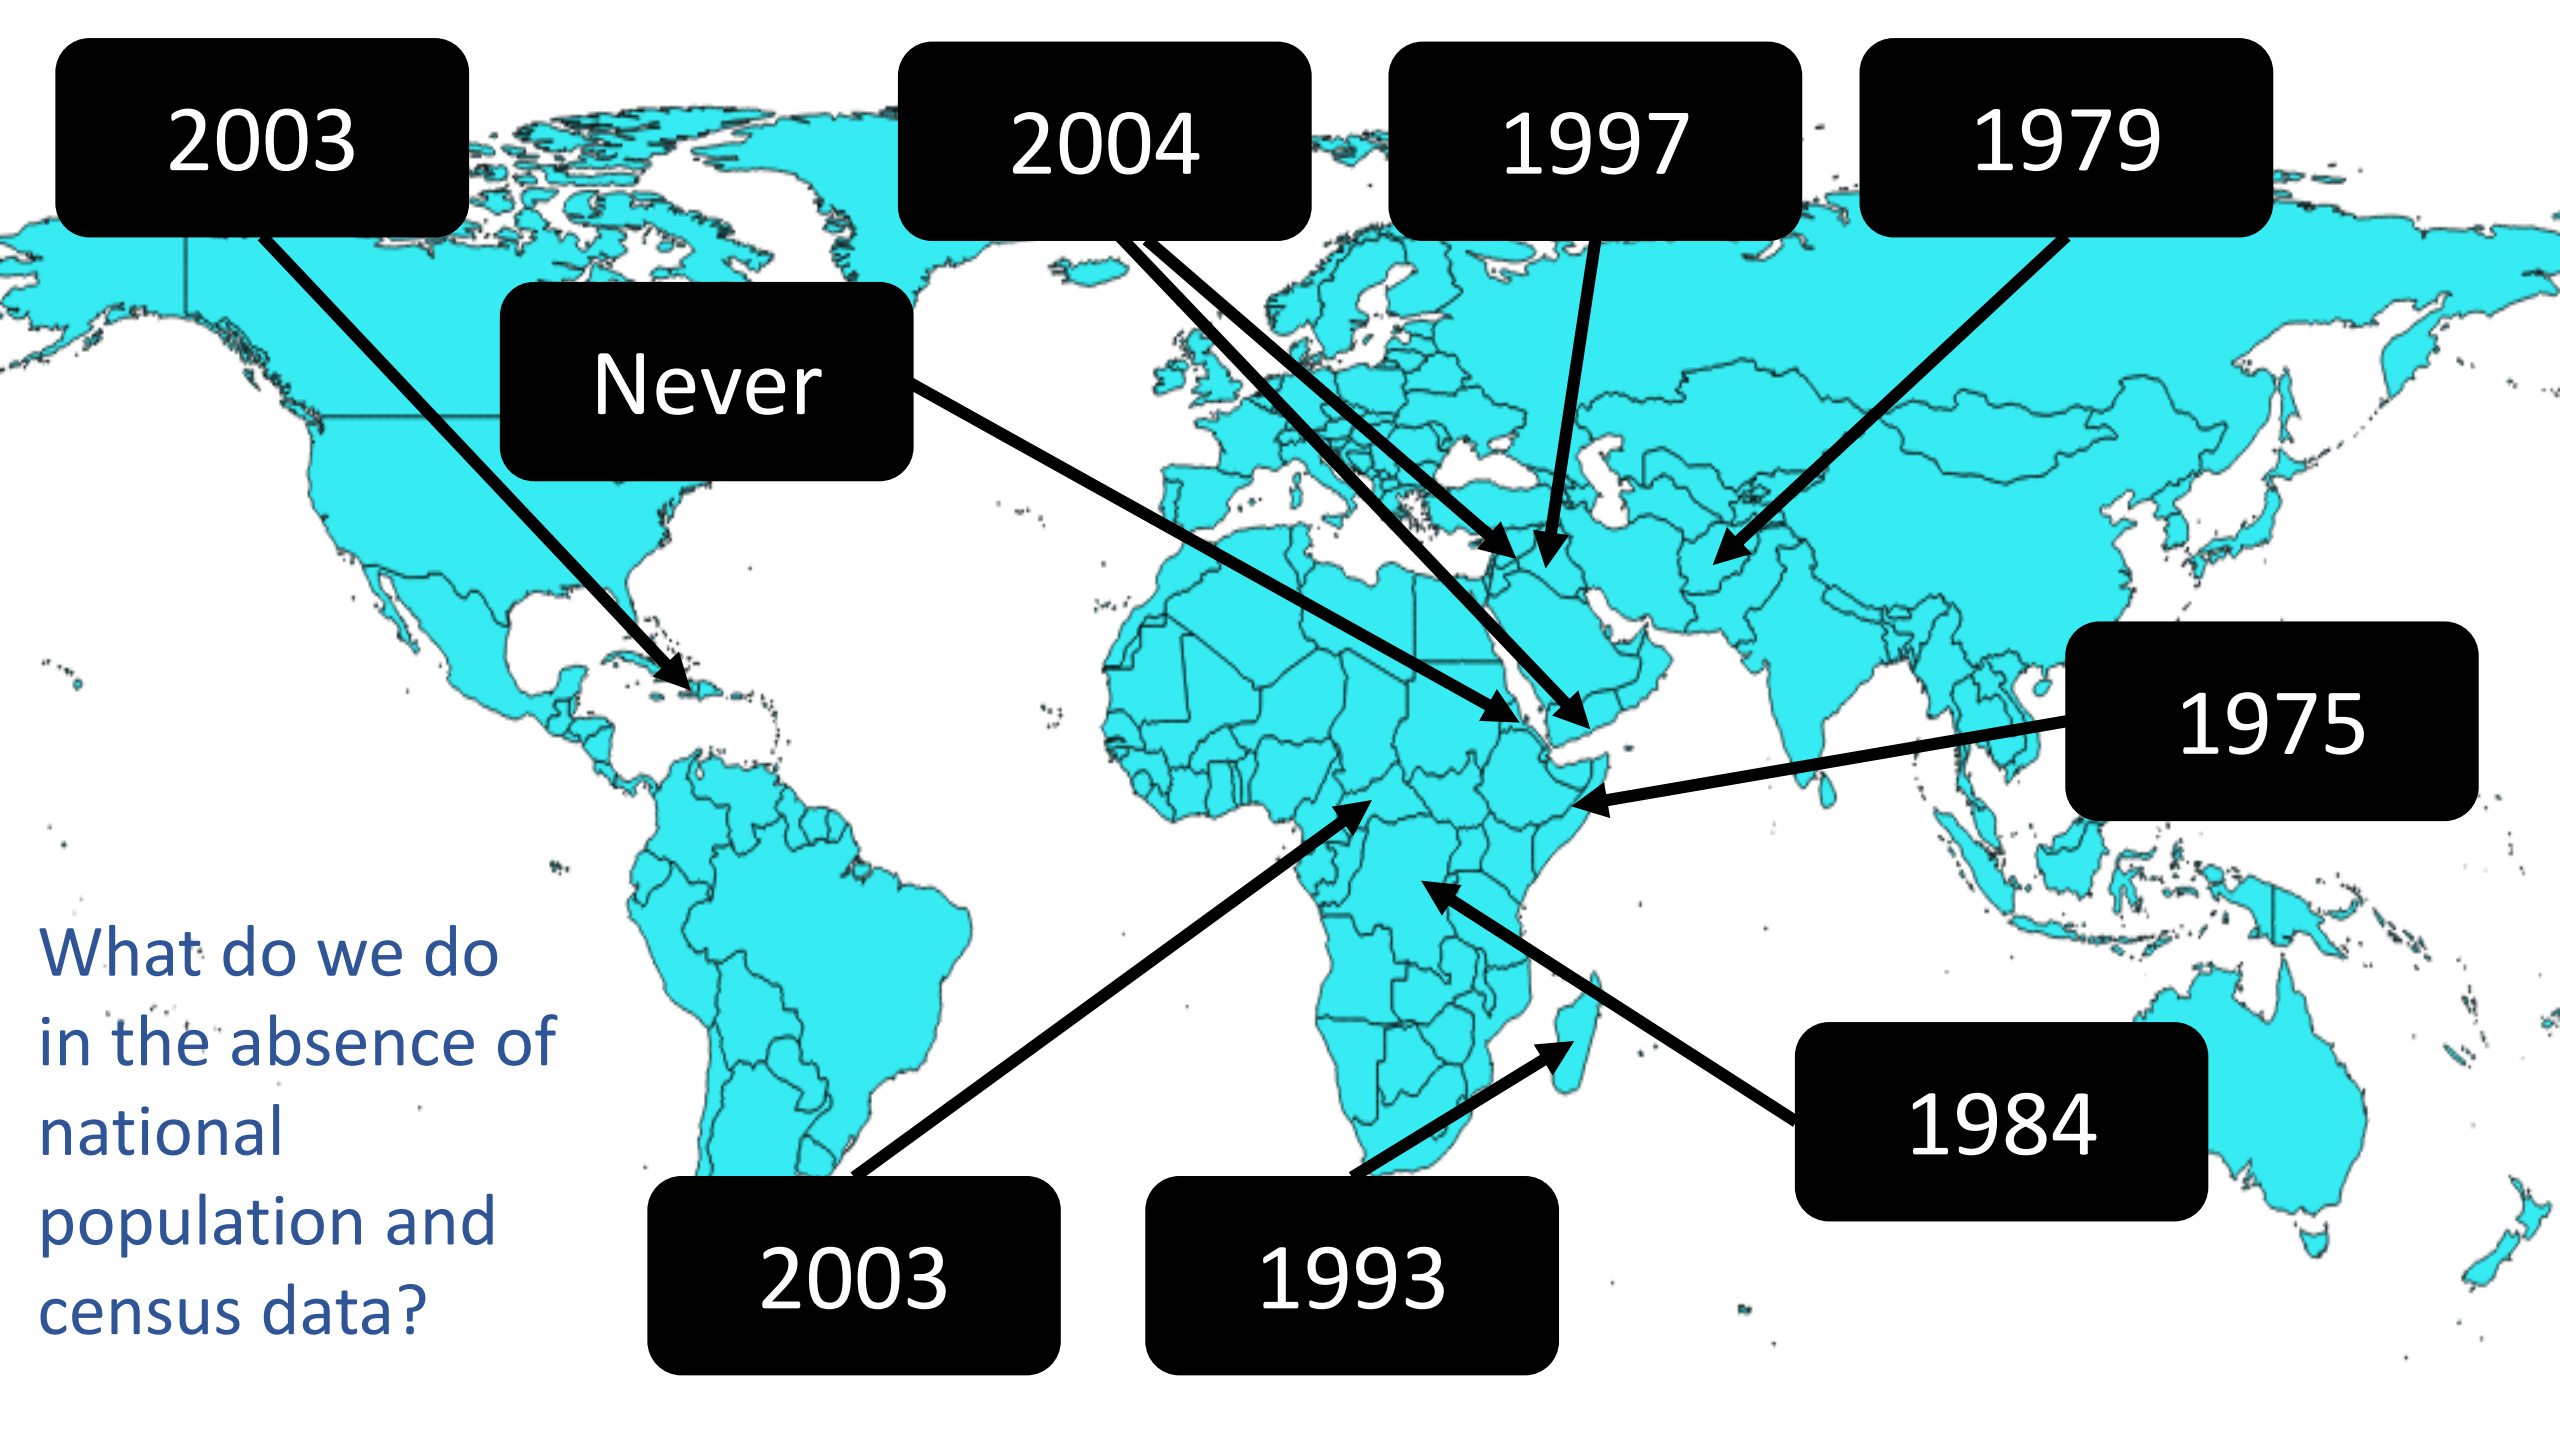 2003
2004
1997
1979
Never
1975
What do we do
in the absence of
national
population and
census data?
1984
2003
1993